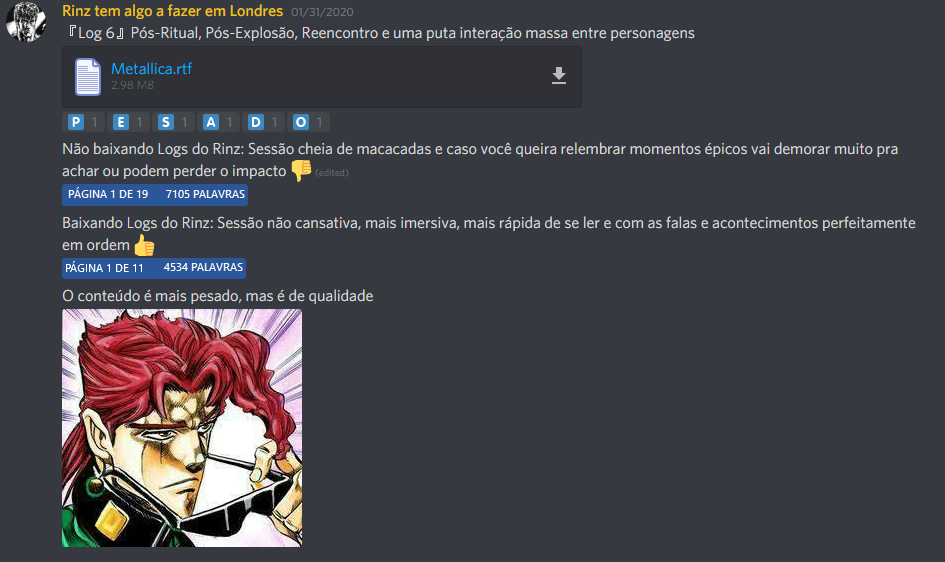 Rinz tem algo a fazer em Londres 01/31/2020
『Log 6』Pós-Ritual, Pós-Explosão, Reencontro e uma puta interação massa entre personagens
Metallica.rtf
2.98 MB
P 1 E 1 S 1 A 1 D 1 O 1
Não baixando Logs do Rinz: Sessão cheia de macacadas e caso você queira relembrar momentos épicos vai demorar muito pra
achar ou podem perder o impacto 👎 (edited)
PÁGINA 1 DE 19 7105 PALAVRAS
Baixando Logs do Rinz: Sessão não cansativa, mais imersiva, mais rápida de se ler e com as falas e acontecimentos perfeitamente
em ordem 👍
PÁGINA 1 DE 11 4534 PALAVRAS
O conteúdo é mais pesado, mas é de qualidade